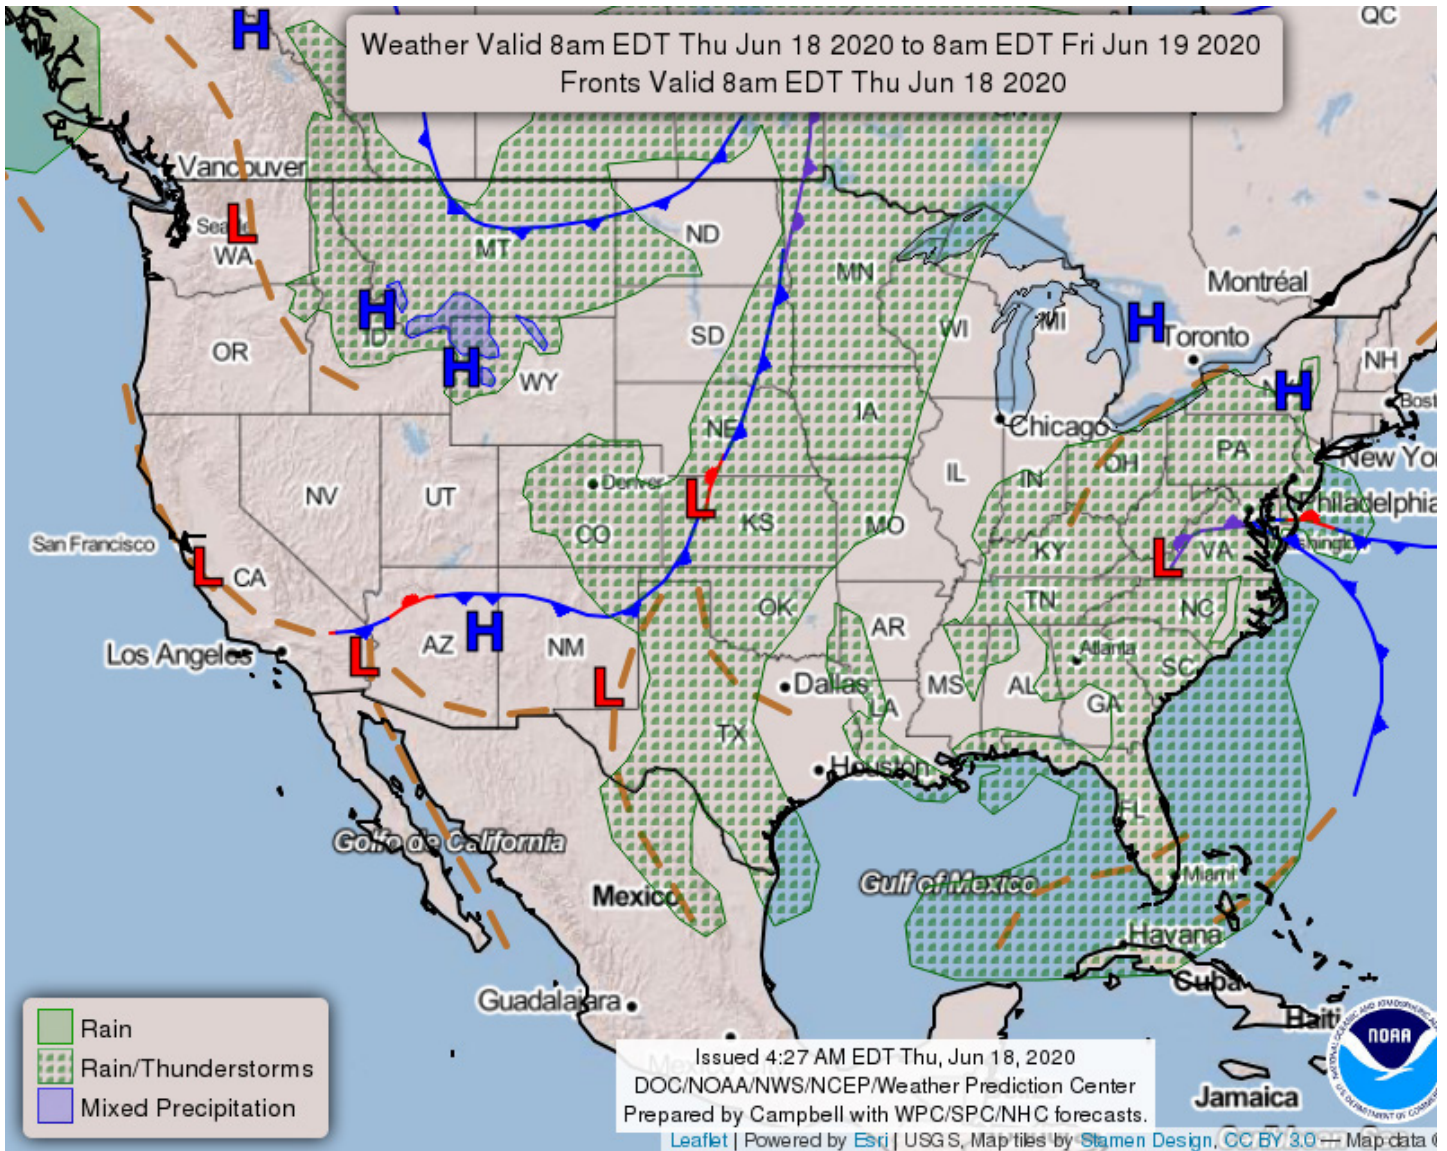 QC
H
Weather Valid 8am EDT Thu Jun 18 2020 to 8am EDT Fri Jun 19 2020
Fronts Valid 8am EDT Thu Jun 18 2020
Vancouver
L
WA
MT
ND
MN
Montréal
H
ID
H
WY
OR
SD
WI
MI
H
Toronto
NH
H
IA
NE
Chicago
OH
PA
New Yo
NV
UT
Denver
L
KS
MO
IL
IN
Philadelphia
San Francisco
L
CA
CO
KY
L
VA
Los Angeles
L
AZ
H
NM
L
OK
AR
TN
NC
Atlanta
SC
Dallas
MS
AL
GA
LA
TX
Houston
FL
Golfo de California
Mexico
Gulf of Mexico
Miami
Havana
Cuba
Guadalajara
Haiti
NOAA
Jamaica
Mexico City
Rain
Rain/Thunderstorms
Mixed Precipitation
Issued 4:27 AM EDT Thu, Jun 18, 2020
DOC/NOAA/NWS/NCEP/Weather Prediction Center
Prepared by Campbell with WPC/SPC/NHC forecasts.
Leaflet | Powered by Esri | USGS, Map tiles by Stamen Design, CC BY 3.0 — Map data ©